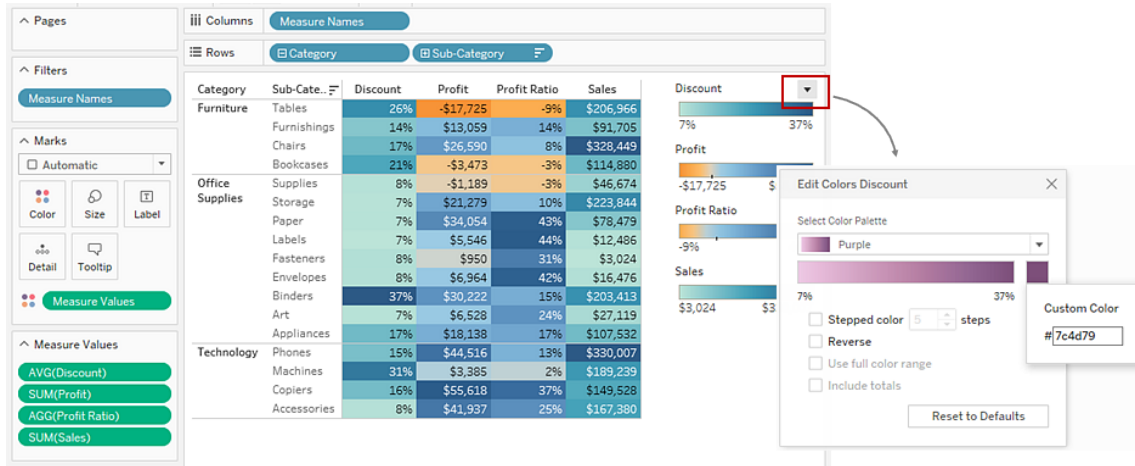 Pages
Columns
Measure Names
Rows
Category
Sub-Category
Filters
Measure Names
Marks
Automatic
Color
Size
Label
Detail
Tooltip
Measure Values
Measure Values
AVG(Discount)
SUM(Profit)
AGG(Profit Ratio)
SUM(Sales)
Category Sub-Cate.. Discount Profit Profit Ratio Sales
Furniture Tables 26% -$17,725 -9% $206,966
Furnishings 14% $13,059 14% $91,705
Chairs 17% $26,590 8% $328,449
Bookcases 21% -$3,473 -3% $114,880
Office Supplies 8% -$1,189 -3% $46,674
Supplies Storage 7% $21,279 10% $223,844
Paper 7% $34,054 43% $78,479
Labels 7% $5,546 44% $12,486
Fasteners 8% $950 31% $3,024
Envelopes 8% $6,964 42% $16,476
Binders 37% $30,222 15% $203,413
Art 7% $6,528 24% $27,119
Appliances 17% $18,138 17% $107,532
Technology Phones 15% $44,516 13% $330,007
Machines 31% $3,385 2% $189,239
Copiers 16% $55,618 37% $149,528
Accessories 8% $41,937 25% $167,380
Discount
7% 37%
Profit
-$17,725 $
Profit Ratio
-9%
Sales
$3,024 $3
Edit Colors Discount
Select Color Palette
Purple
7% 37%
Stepped color 5 steps
Reverse
Use full color range
Include totals
Reset to Defaults
Custom Color
# 7c4d79